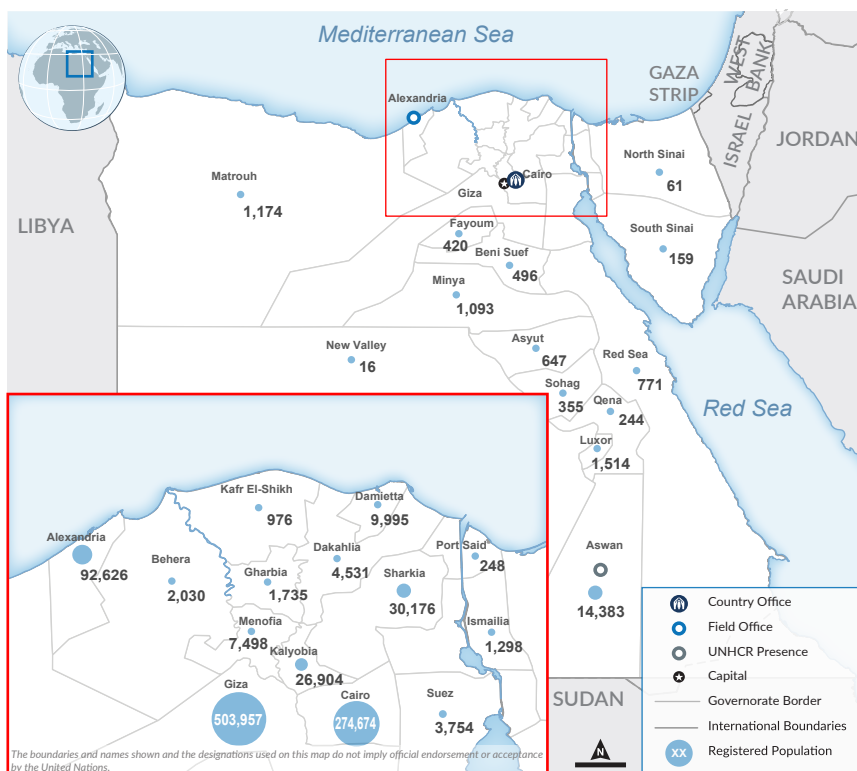 Mediterranean Sea
GAZA
STRIP
WEST
BANK
ISRAEL
JORDAN
Alexandria
Cairo
Giza
North Sinai
61
Matrouh
1,174
LIBYA
Fayoum
420
South Sinai
159
Beni Suef
496
SAUDI
ARABIA
Minya
1,093
New Valley
16
Asyut
647
Red Sea
771
Sohag
355
Qena
244
Red Sea
Luxor
1,514
Kafr El-Shikh
976
Damietta
9,995
Alexandria
92,626
Behera
2,030
Dakahlia
4,531
Port Said
248
Gharbia
1,735
Sharkia
30,176
Menofia
7,498
Ismailia
1,298
Kalyobia
26,904
Giza
503,957
Cairo
274,674
Suez
3,754
Aswan
14,383
SUDAN
N
Country Office
Field Office
UNHCR Presence
Capital
Governorate Border
International Boundaries
XX Registered Population
The boundaries and names shown and the designations used on this map do not imply official endorsement or acceptance
by the United Nations.